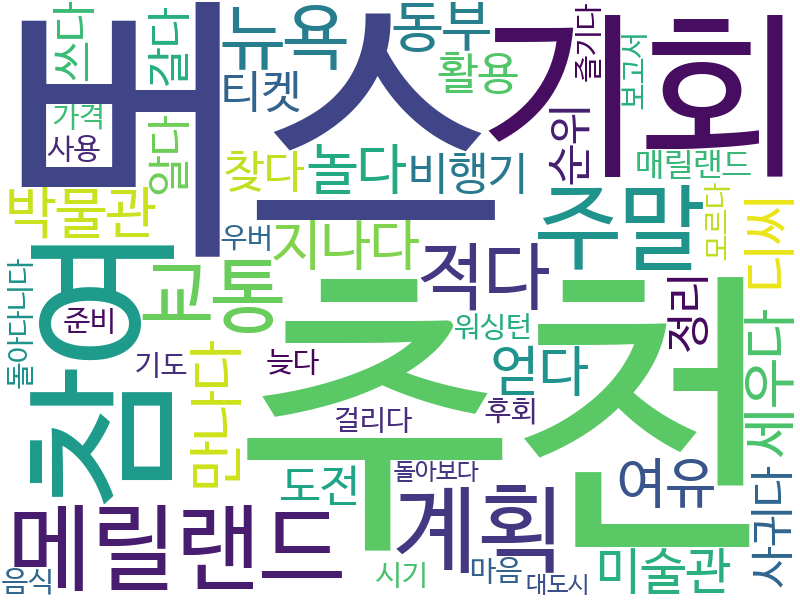 버스
기회
뉴욕
동부
쓰다
갈다
티켓
활용
즐기다
보고서
가격
사용
알다
찾다
놀다
비행기
순위
매릴랜드
박물관
우버
지나다
적다
주말
모르다
디씨
참여
돌아다니다
준비
교통
기도
늦다
워싱턴
얻다
정리
세우다
추천
만나다
걸리다
후회
도전
돌아보다
계획
여유
사귀다
메릴랜드
음식
시기
마음
대도시
미술관